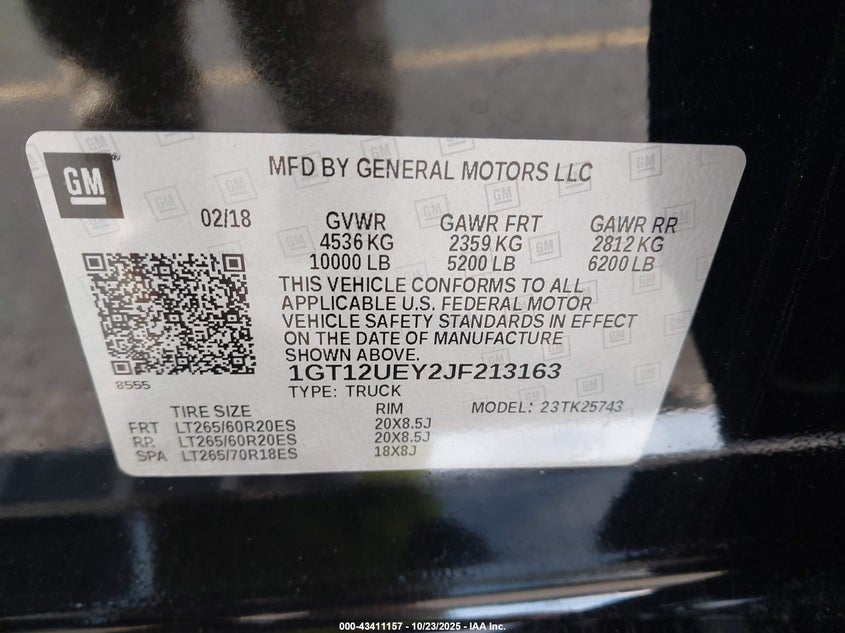 GM
MFD BY GENERAL MOTORS LLC
02/18 GVWR GAWR FRT GAWR RR
4536 KG 2359 KG 2812 KG
10000 LB 5200 LB 6200 LB
THIS VEHICLE CONFORMS TO ALL
APPLICABLE U.S. FEDERAL MOTOR
VEHICLE SAFETY STANDARDS IN EFFECT
ON THE DATE OF MANUFACTURE
SHOWN ABOVE.
8555
1GT12UEY2JF213163
TYPE: TRUCK
TIRE SIZE RIM MODEL: 23TK25743
FRT LT265/60R20ES 20X8.5J
RR LT265/60R20ES 20X8.5J
SPA LT265/70R18ES 18X8J
000-43411157 - 10/23/2025 - IAA Inc.